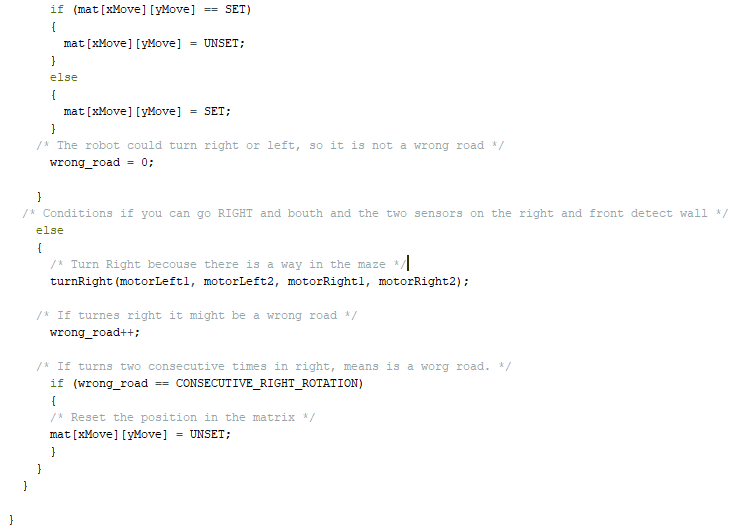 if (mat[xMove][yMove] == SET)
{
mat[xMove][yMove] = UNSET;
}
else
{
mat[xMove][yMove] = SET;
}
/* The robot could turn right or left, so it is not a wrong road */
wrong_road = 0;
}
/* Conditions if you can go RIGHT and bouth and the two sensors on the right and front detect wall */
else
{
/* Turn Right becouse there is a way in the maze */
turnRight(motorLeft1, motorLeft2, motorRight1, motorRight2);
/* If turnes right it might be a wrong road */
wrong_road++;
/* If turns two consecutive times in right, means is a worg road. */
if (wrong_road == CONSECUTIVE_RIGHT_ROTATION)
{
/* Reset the position in the matrix */
mat[xMove][yMove] = UNSET;
}
}
}
}